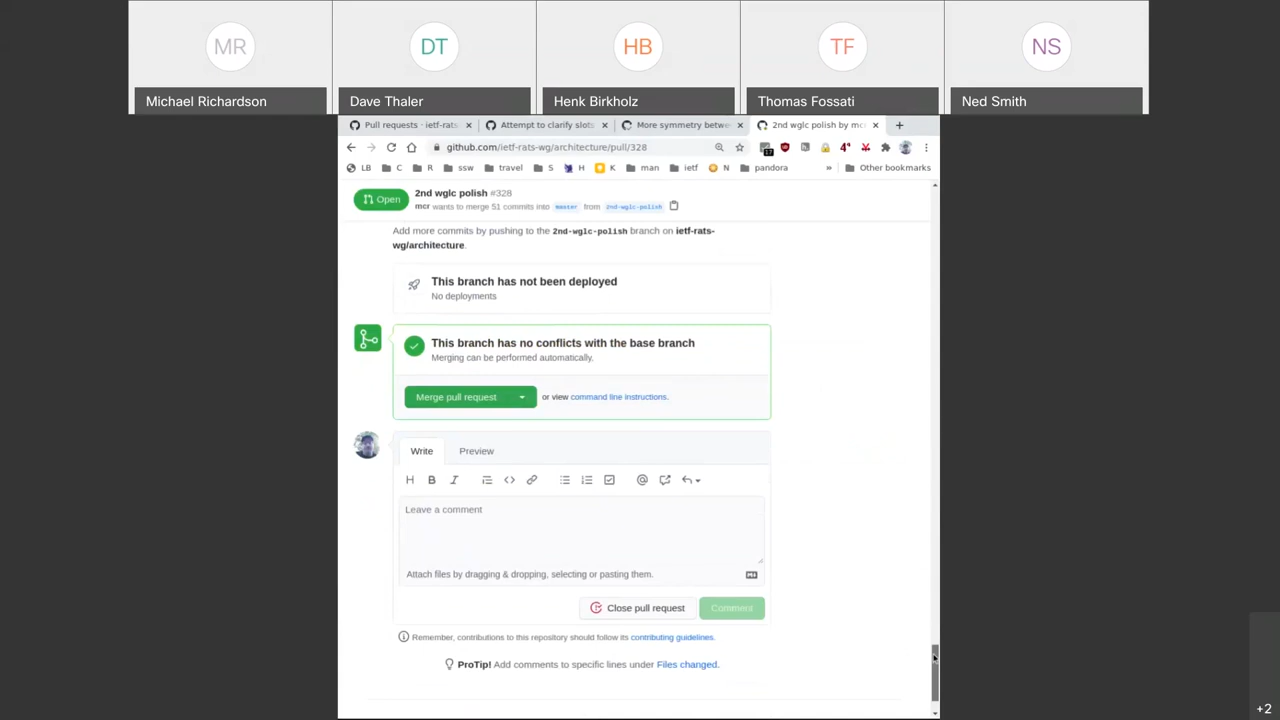 MR
DT
HB
TF
NS
Michael Richardson
Dave Thaler
Henk Birkholz
Thomas Fossati
Ned Smith
Pull requests · ietf-rats
Attempt to clarify slots
More symmetry betwe
2nd wglc polish by mc
github.com/ietf-rats-wg/architecture/pull/328
17
4
LB
C
R
ssw
travel
S
H
K
man
ietf
N
pandora
»
Other bookmarks
Open
2nd wglc polish #328
mcr wants to merge 51 commits into master from 2nd-wglc-polish
Add more commits by pushing to the 2nd-wglc-polish branch on ietf-rats-
wg/architecture.
This branch has not been deployed
No deployments
This branch has no conflicts with the base branch
Merging can be performed automatically.
Merge pull request
or view command line instructions.
Write
Preview
H B I
Leave a comment
Attach files by dragging & dropping, selecting or pasting them.
Close pull request
Comment
Remember, contributions to this repository should follow its contributing guidelines.
ProTip! Add comments to specific lines under Files changed.
+2